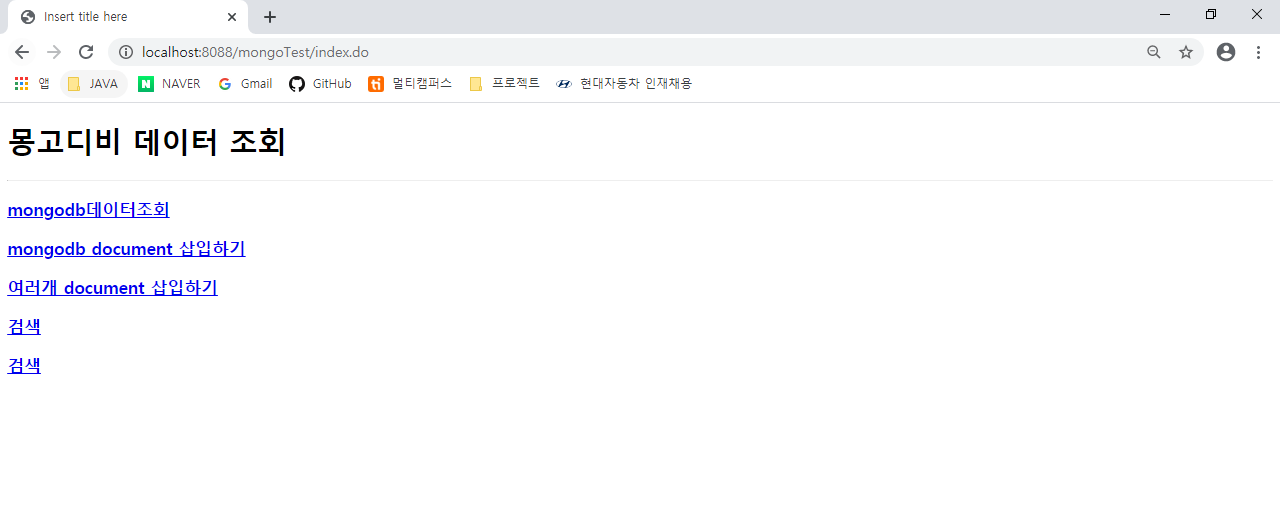 Insert title here
localhost:8088/mongoTest/index.do
앱 JAVA NAVER Gmail GitHub 멀티캠퍼스 프로젝트 현대자동차 인재채용
몽고디비 데이터 조회
mongodb데이터조회
mongodb document 삽입하기
여러개 document 삽입하기
검색
검색